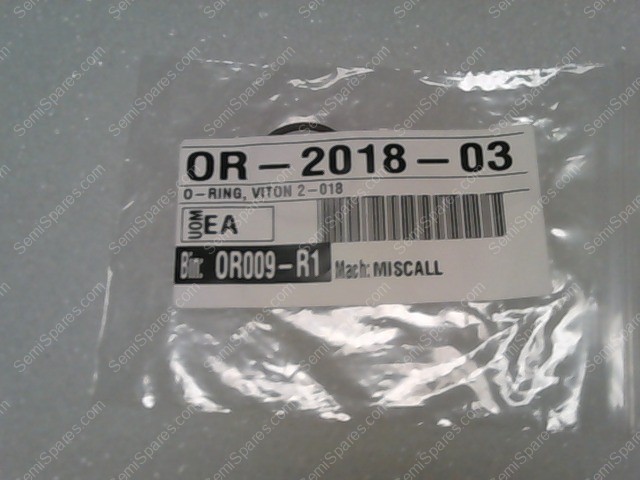 OR-2018-03
O-RING, VITON 2-018
UOM EA
Bin: OR009-R1 Mach: MISCALL
SemiSpares.com